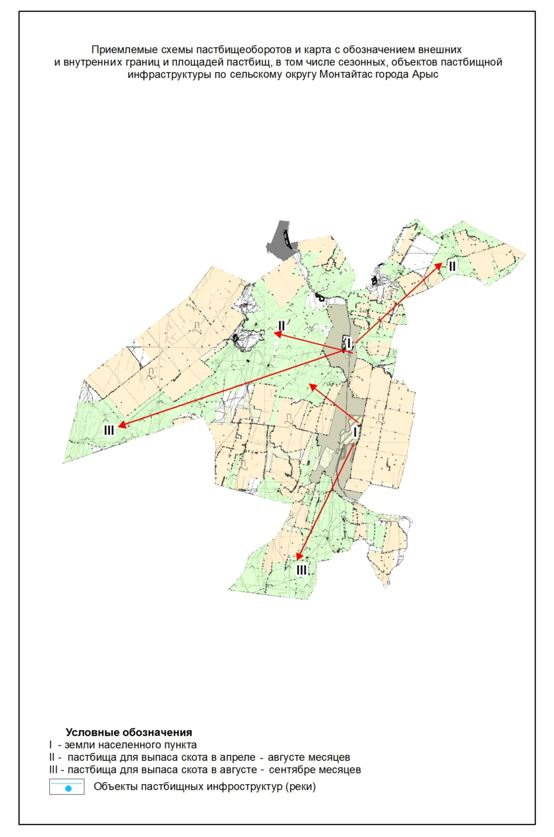 Приемлемые схемы пастбищеоборотов и карта с обозначением внешних
и внутренних границ и площадей пастбищ, в том числе сезонных, объектов пастбищной
инфраструктуры по сельскому округу Монтайтас города Арыс
II
II
I
III
I
III
Условные обозначения
I - земли населенного пункта
II - пастбища для выпаса скота в апреле - августе месяцев
III - пастбища для выпаса скота в августе - сентябре месяцев
Объекты пастбищных инфроструктур (реки)